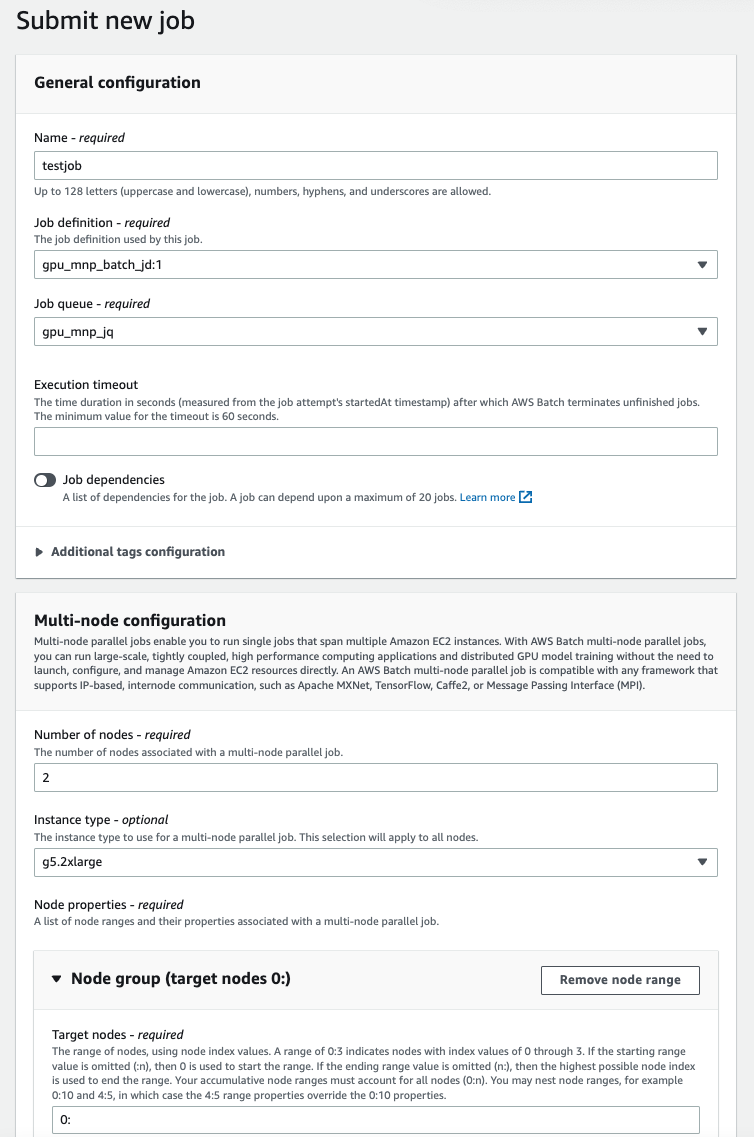 Submit new job
General configuration
Name - required
testjob
Up to 128 letters (uppercase and lowercase), numbers, hyphens, and underscores are allowed.
Job definition - required
The job definition used by this job.
gpu_mnp_batch_jd:1
Job queue - required
gpu_mnp_jq
Execution timeout
The time duration in seconds (measured from the job attempt's startedAt timestamp) after which AWS Batch terminates unfinished jobs.
The minimum value for the timeout is 60 seconds.
Job dependencies
A list of dependencies for the job. A job can depend upon a maximum of 20 jobs. Learn more
Additional tags configuration
Multi-node configuration
Multi-node parallel jobs enable you to run single jobs that span multiple Amazon EC2 instances. With AWS Batch multi-node parallel jobs,
you can run large-scale, tightly coupled, high performance computing applications and distributed GPU model training without the need to
launch, configure, and manage Amazon EC2 resources directly. An AWS Batch multi-node parallel job is compatible with any framework that
supports IP-based, internode communication, such as Apache MXNet, TensorFlow, Caffe2, or Message Passing Interface (MPI).
Number of nodes - required
The number of nodes associated with a multi-node parallel job.
2
Instance type - optional
The instance type to use for a multi-node parallel job. This selection will apply to all nodes.
g5.2xlarge
Node properties - required
A list of node ranges and their properties associated with a multi-node parallel job.
Node group (target nodes 0:)
Remove node range
Target nodes - required
The range of nodes, using node index values. A range of 0:3 indicates nodes with index values of 0 through 3. If the starting range
value is omitted (:n), then 0 is used to start the range. If the ending range value is omitted (n:), then the highest possible node index
is used to end the range. Your accumulative node ranges must account for all nodes (0:n). You may nest node ranges, for example
0:10 and 4:5, in which case the 4:5 range properties override the 0:10 properties.
0: